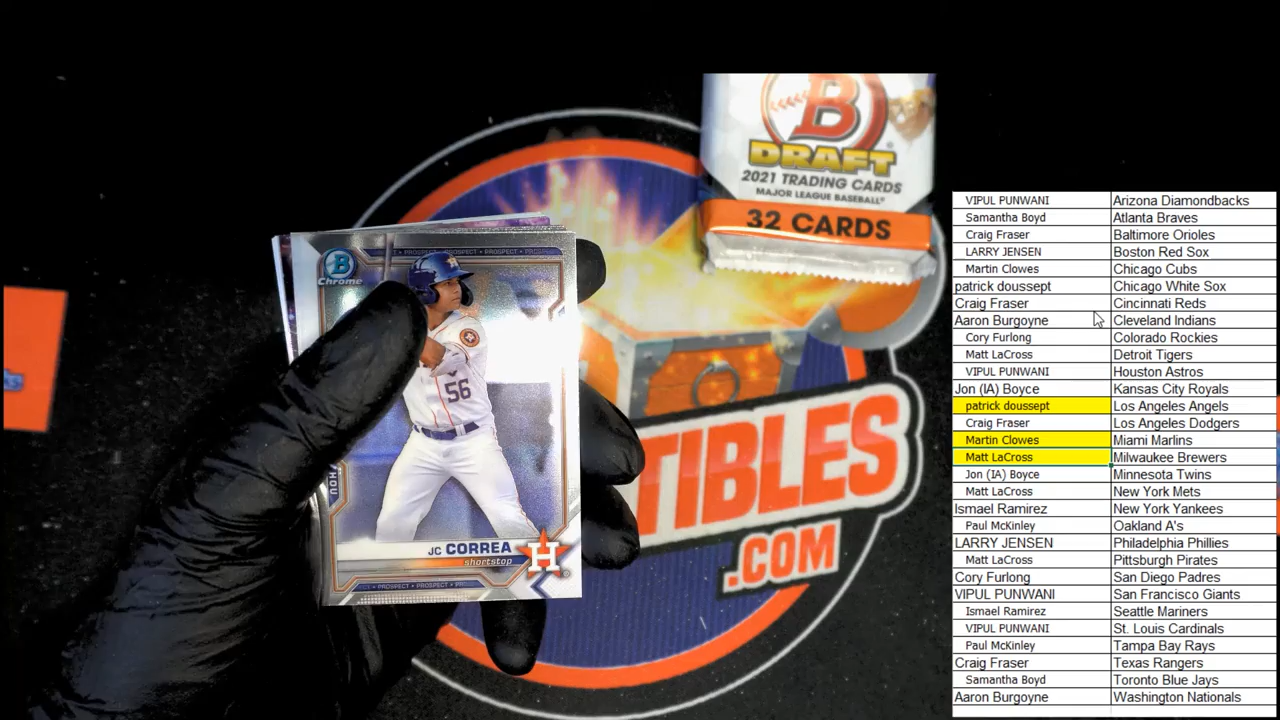 B
DRAFT
2021 TRADING CARDS
MAJOR LEAGUE BASEBALL
32 CARDS
B
Chrome
PROSPECT
56
HOU
JC CORREA
shortstop
H
PROSPECT PROSPECT
TIBLES
.COM
VIPUL PUNWANI Arizona Diamondbacks
Samantha Boyd Atlanta Braves
Craig Fraser Baltimore Orioles
LARRY JENSEN Boston Red Sox
Martin Clowes Chicago Cubs
patrick doussept Chicago White Sox
Craig Fraser Cincinnati Reds
Aaron Burgoyne Cleveland Indians
Cory Furlong Colorado Rockies
Matt LaCross Detroit Tigers
VIPUL PUNWANI Houston Astros
Jon (IA) Boyce Kansas City Royals
patrick doussept Los Angeles Angels
Craig Fraser Los Angeles Dodgers
Martin Clowes Miami Marlins
Matt LaCross Milwaukee Brewers
Jon (IA) Boyce Minnesota Twins
Matt LaCross New York Mets
Ismael Ramirez New York Yankees
Paul McKinley Oakland A's
LARRY JENSEN Philadelphia Phillies
Matt LaCross Pittsburgh Pirates
Cory Furlong San Diego Padres
VIPUL PUNWANI San Francisco Giants
Ismael Ramirez Seattle Mariners
VIPUL PUNWANI St. Louis Cardinals
Paul McKinley Tampa Bay Rays
Craig Fraser Texas Rangers
Samantha Boyd Toronto Blue Jays
Aaron Burgoyne Washington Nationals